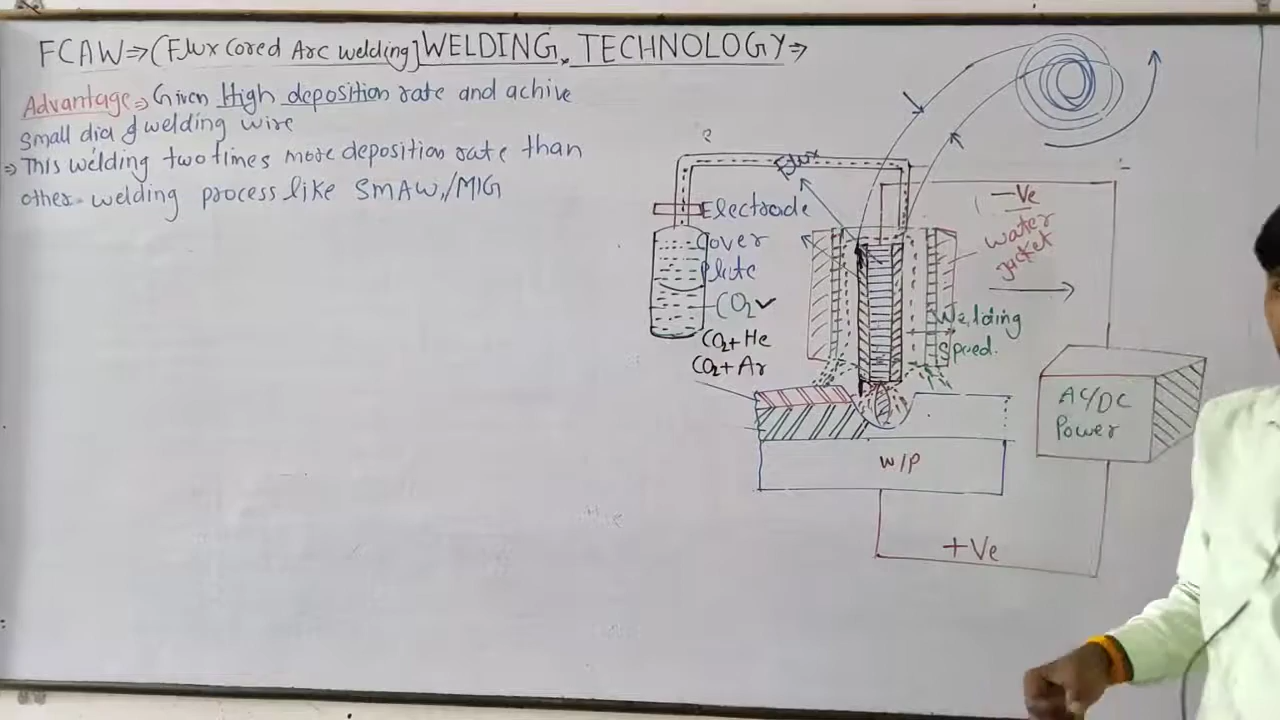 FCAW⇒(Flux Cored Arc welding] WELDING TECHNOLOGY⇒
Advantage⇒ Given High deposition rate and achive
small dia of welding wire
⇒ This welding two times more deposition rate than
other welding process like SMAW/MIG
Flux
Electrode
cover
plate
CO2✓
CO2+He
CO2+Ar
-Ve
water
jacket
Welding
speed.
AC/DC
Power
W/P
+Ve